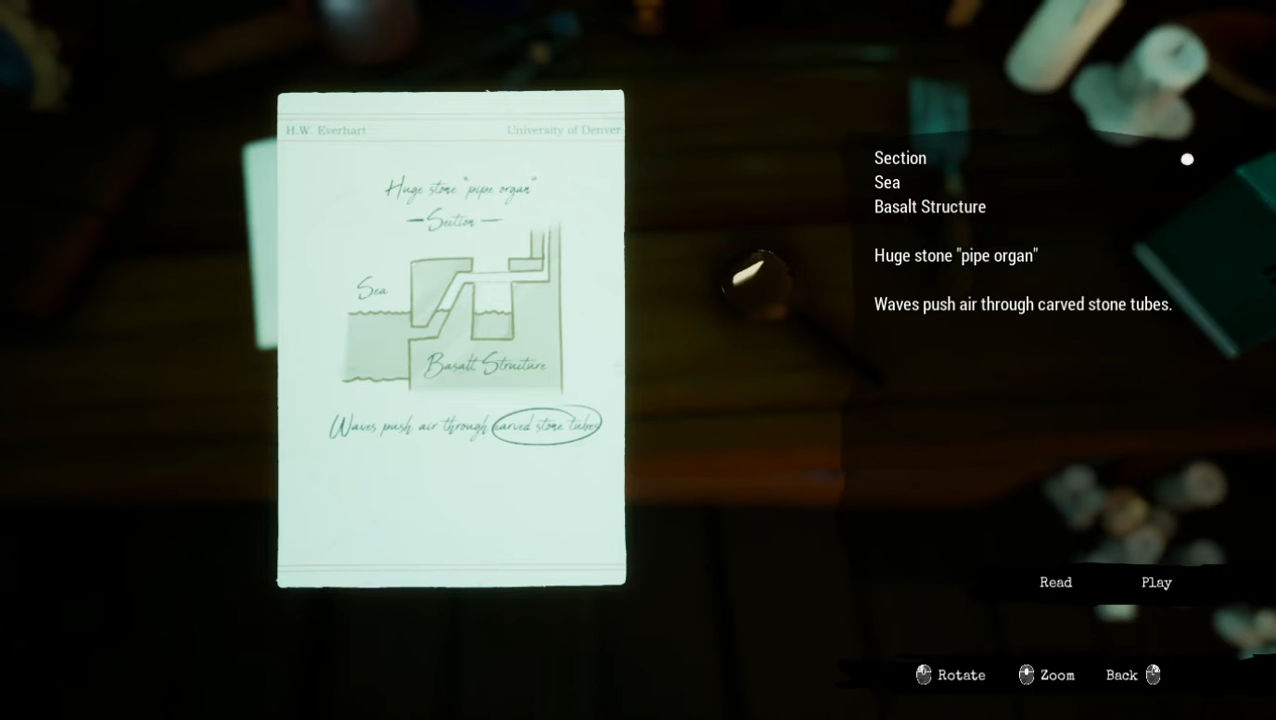 H.W. Everhart University of Denver
Huge stone "pipe organ"
— Section —
Sea
Basalt Structure
Waves push air through carved stone tubes
Section
Sea
Basalt Structure
Huge stone "pipe organ"
Waves push air through carved stone tubes.
Read Play
Rotate Zoom Back